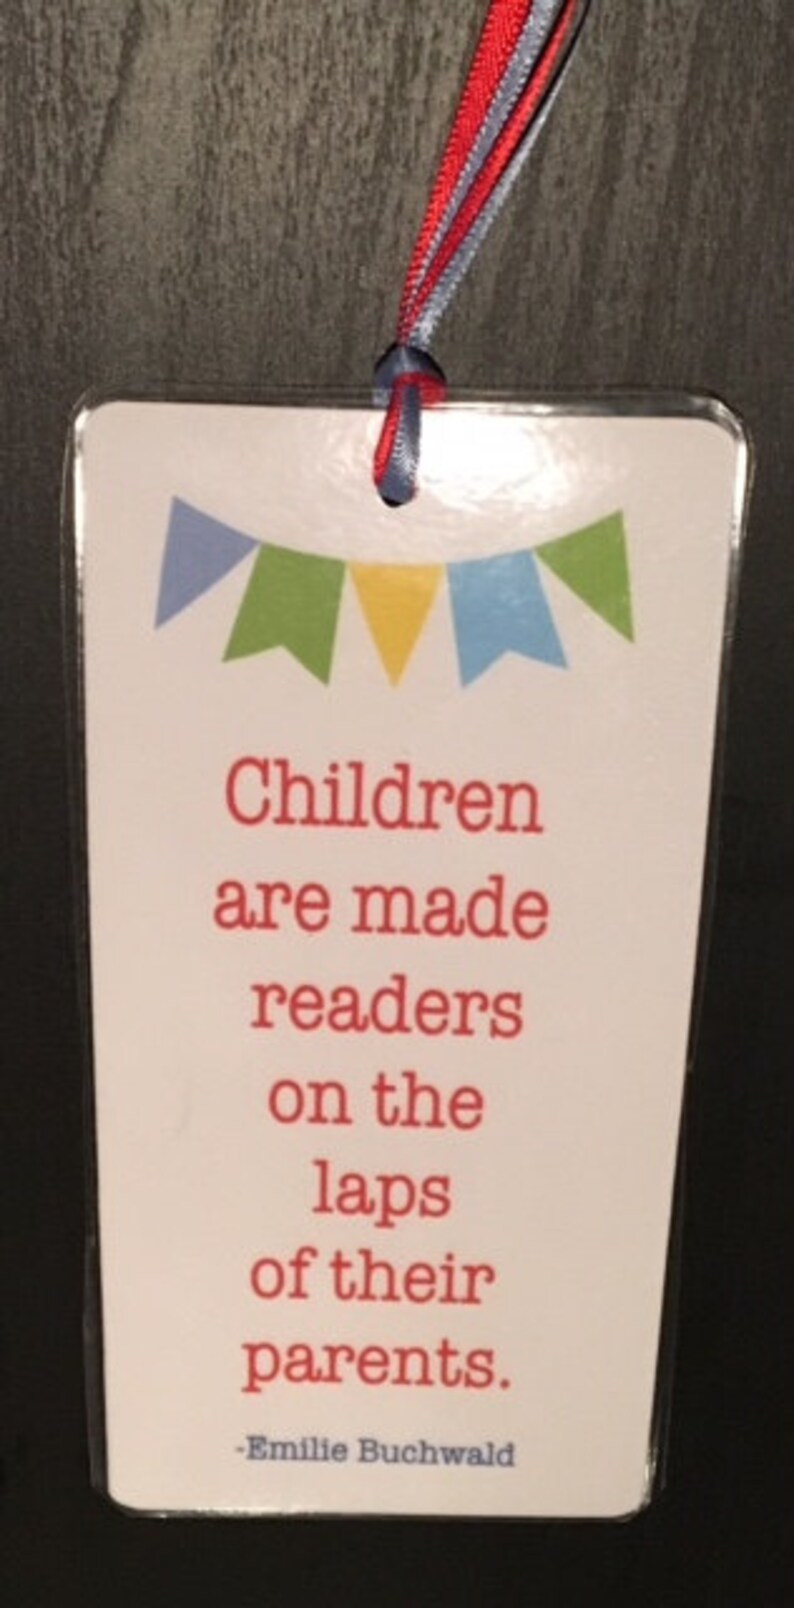 Children
are made
readers
on the
laps
of their
parents.
-Emilie Buchwald